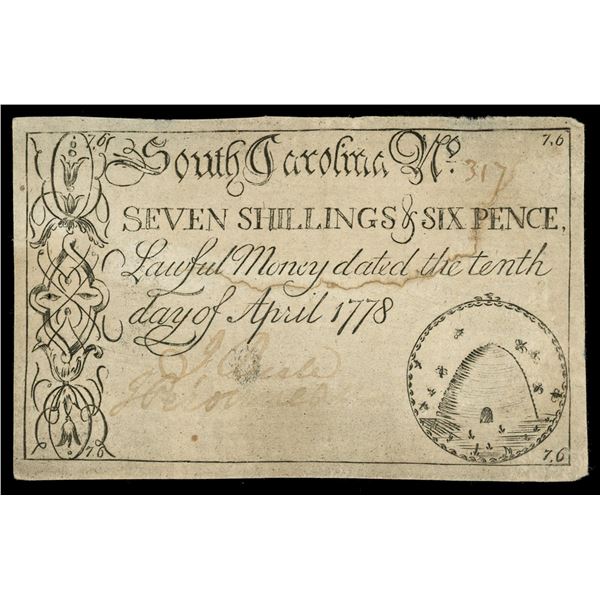 7,6 7,6
South Carolina No. 317
SEVEN SHILLINGS & SIX PENCE,
Lawful Money dated the tenth
day of April 1778
7,6 7,6